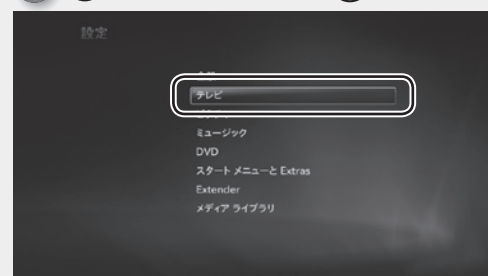 設定
テレビ
ミュージック
DVD
スタート メニューと Extras
Extender
メディア ライブラリ